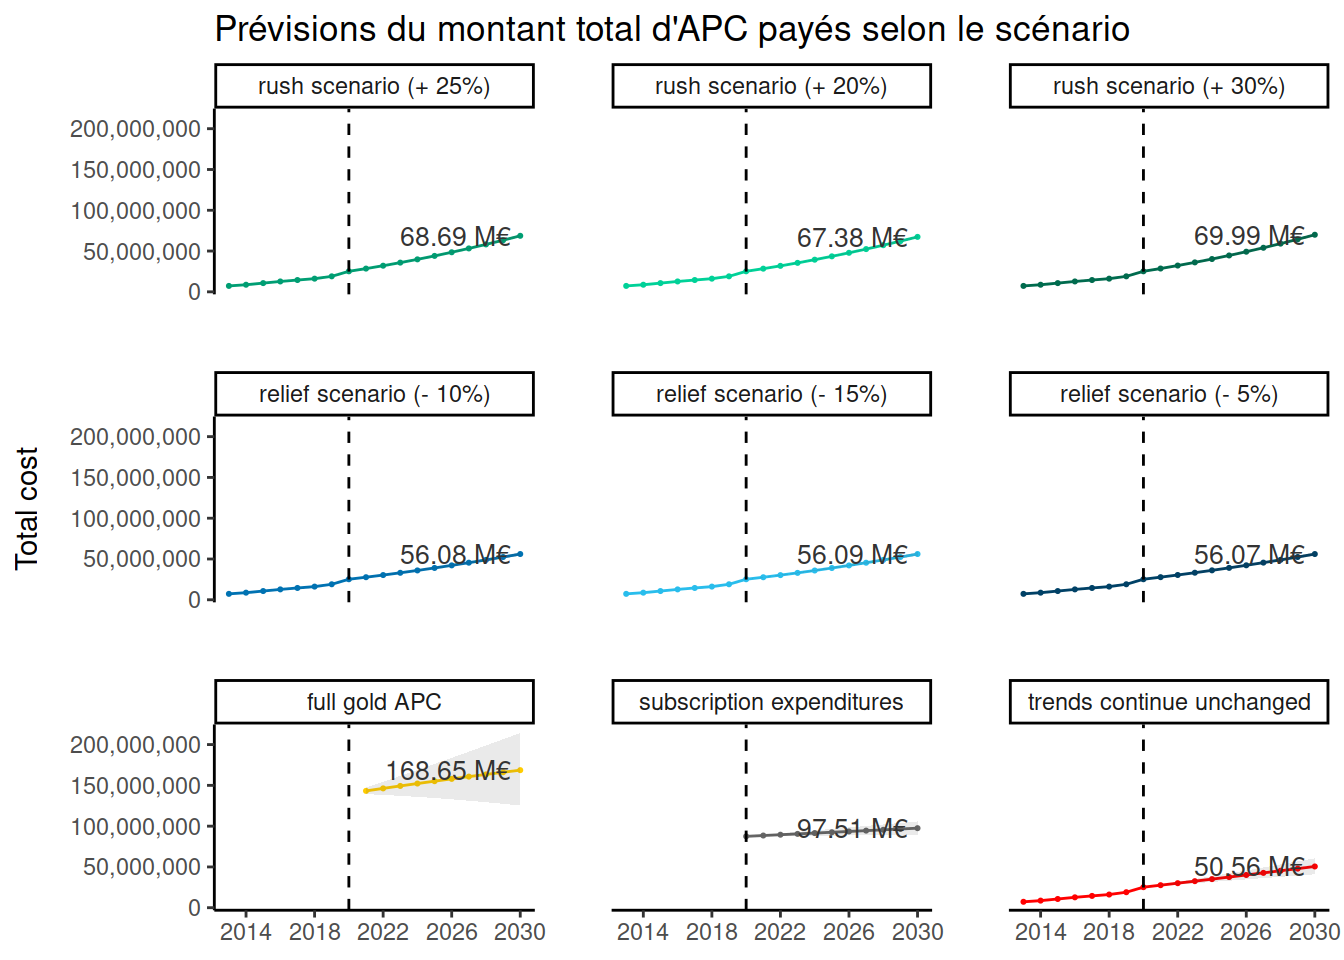 Prévisions du montant total d'APC payés selon le scénario
rush scenario (+ 25%)
rush scenario (+ 20%)
rush scenario (+ 30%)
200,000,000
150,000,000
100,000,000
50,000,000
0
68.69 M€
67.38 M€
69.99 M€
relief scenario (- 10%)
relief scenario (- 15%)
relief scenario (- 5%)
Total cost
200,000,000
150,000,000
100,000,000
50,000,000
0
56.08 M€
56.09 M€
56.07 M€
full gold APC
subscription expenditures
trends continue unchanged
200,000,000
150,000,000
100,000,000
50,000,000
0
168.65 M€
97.51 M€
50.56 M€
2014 2018 2022 2026 2030
2014 2018 2022 2026 2030
2014 2018 2022 2026 2030